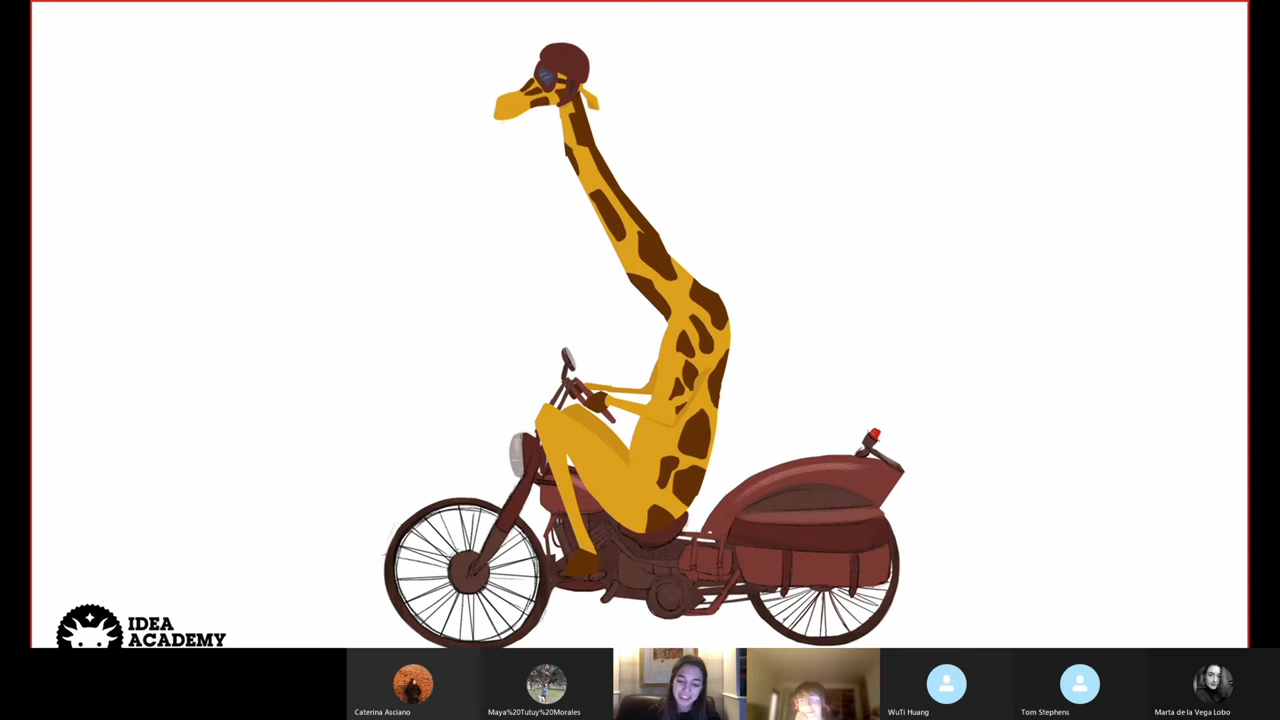 IDEA
ACADEMY
Caterina Asciano
Maya%20Tutuy%20Morales
WuTi Huang
Tom Stephens
Marta de la Vega Lobo